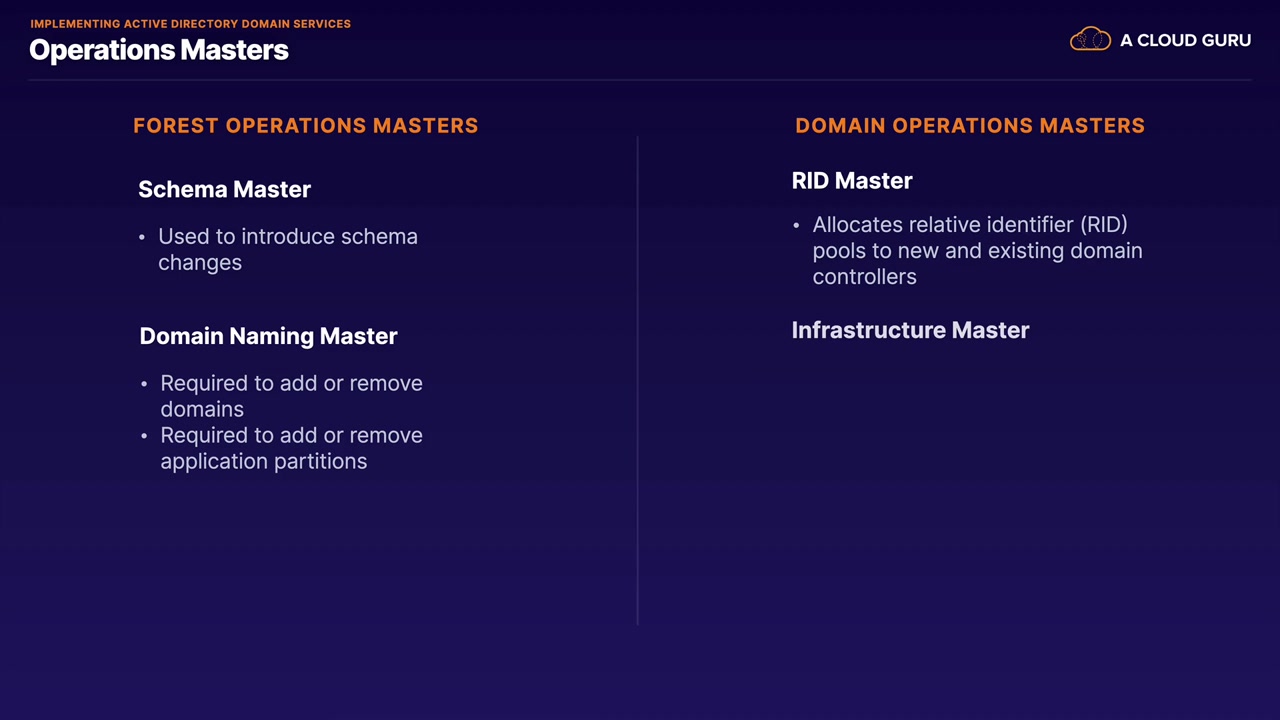 IMPLEMENTING ACTIVE DIRECTORY DOMAIN SERVICES
Operations Masters
A CLOUD GURU
FOREST OPERATIONS MASTERS
Schema Master
• Used to introduce schema
changes
Domain Naming Master
• Required to add or remove
domains
• Required to add or remove
application partitions
DOMAIN OPERATIONS MASTERS
RID Master
• Allocates relative identifier (RID)
pools to new and existing domain
controllers
Infrastructure Master